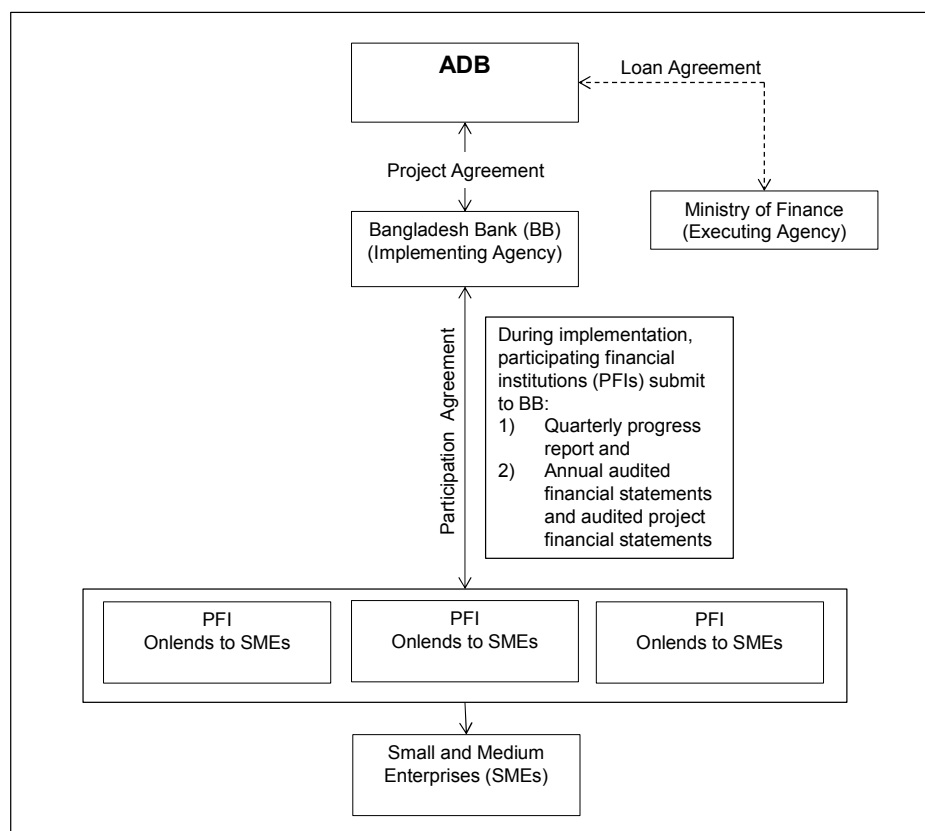 ADB
Loan Agreement
Project Agreement
Ministry of Finance
(Executing Agency)
Bangladesh Bank (BB)
(Implementing Agency)
Participation Agreement
During implementation,
participating financial
institutions (PFIs) submit
to BB:
1) Quarterly progress
report and
2) Annual audited
financial statements
and audited project
financial statements
PFI
Onlends to SMEs
PFI
Onlends to SMEs
PFI
Onlends to SMEs
Small and Medium
Enterprises (SMEs)